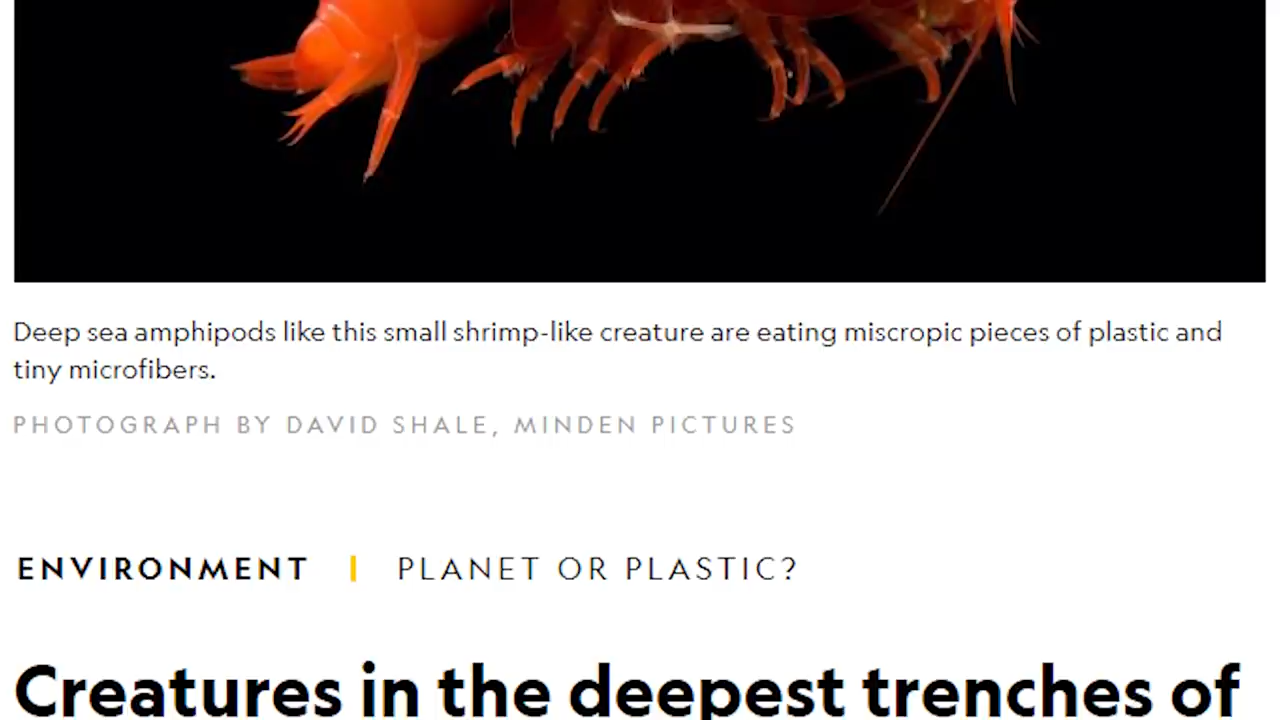 Deep sea amphipods like this small shrimp-like creature are eating miscropic pieces of plastic and
tiny microfibers.
PHOTOGRAPH BY DAVID SHALE, MINDEN PICTURES
ENVIRONMENT | PLANET OR PLASTIC?
Creatures in the deepest trenches of